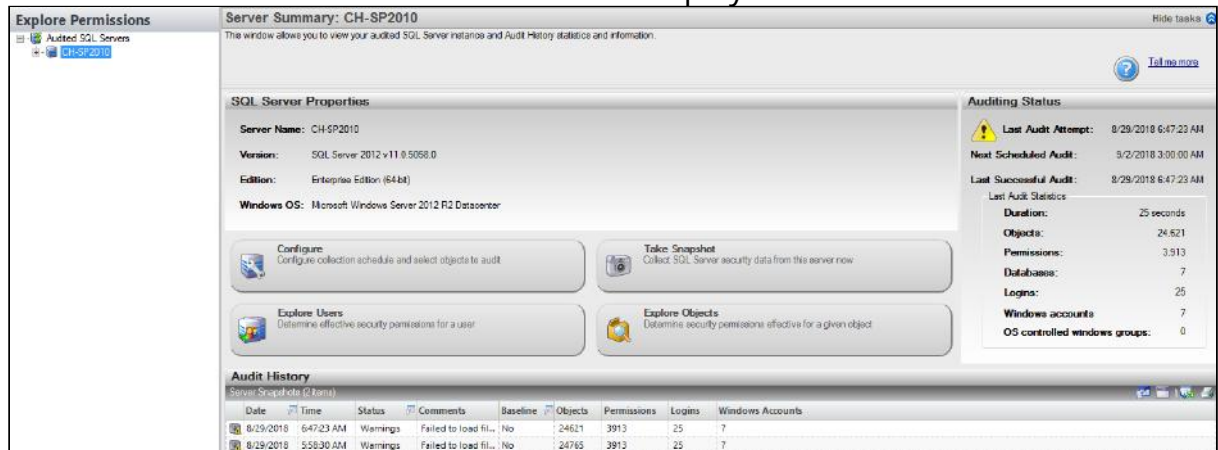 Explore Permissions
Audited SQL Servers
CH-SP2010
Server Summary: CH-SP2010
Hide tasks
This window allows you to view your audited SQL Server instance and Audit History statistics and information.
Tell me more
SQL Server Properties
Server Name: CH-SP2010
Version: SQL Server 2012 v11.0.5058.0
Edition: Enterprise Edition (64-bit)
Windows OS: Microsoft Windows Server 2012 R2 Datacenter
Auditing Status
Last Audit Attempt: 8/29/2018 6:47:23 AM
Next Scheduled Audit: 9/2/2018 3:00:00 AM
Last Successful Audit: 8/29/2018 6:47:23 AM
Last Audit Statistics
Duration: 25 seconds
Objects: 24,621
Permissions: 3,913
Databases: 7
Logins: 25
Windows accounts 7
OS controlled windows groups: 0
Configure
Configure collection schedule and select objects to audit
Take Snapshot
Collect SQL Server security data from this server now
Explore Users
Determine effective security permissions for a user
Explore Objects
Determine security permissions effective for a given object
Audit History
Server Snapshots (2 items)
Date Time Status Comments Baseline Objects Permissions Logins Windows Accounts
8/29/2018 6:47:23 AM Warnings Failed to load fil... No 24621 3913 25 7
8/29/2018 5:58:30 AM Warnings Failed to load fil... No 24765 3913 25 7